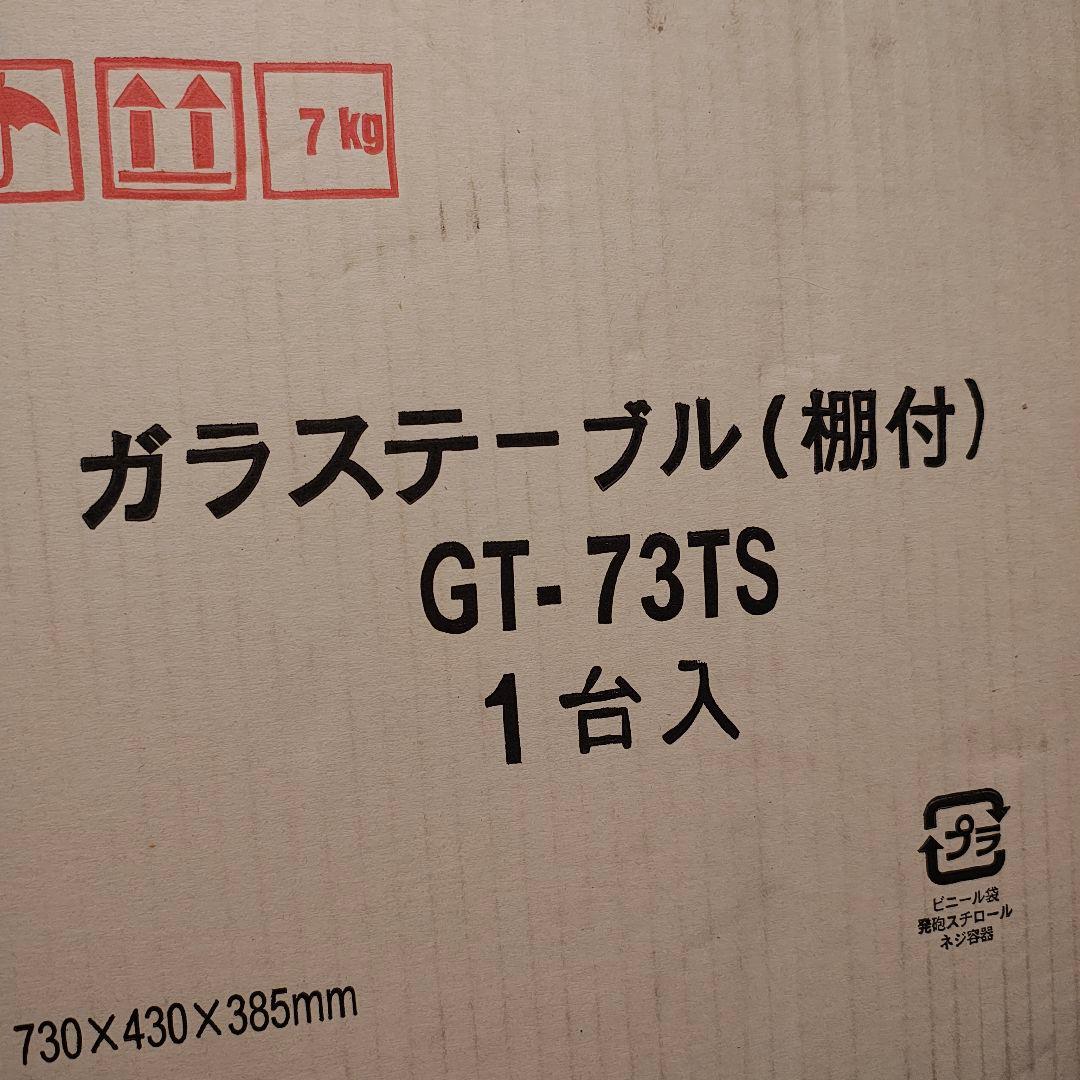 7 kg
ガラステーブル(棚付)
GT-73TS
1台入
プラ
ビニール袋
発砲スチロール
ネジ容器
730×430×385mm